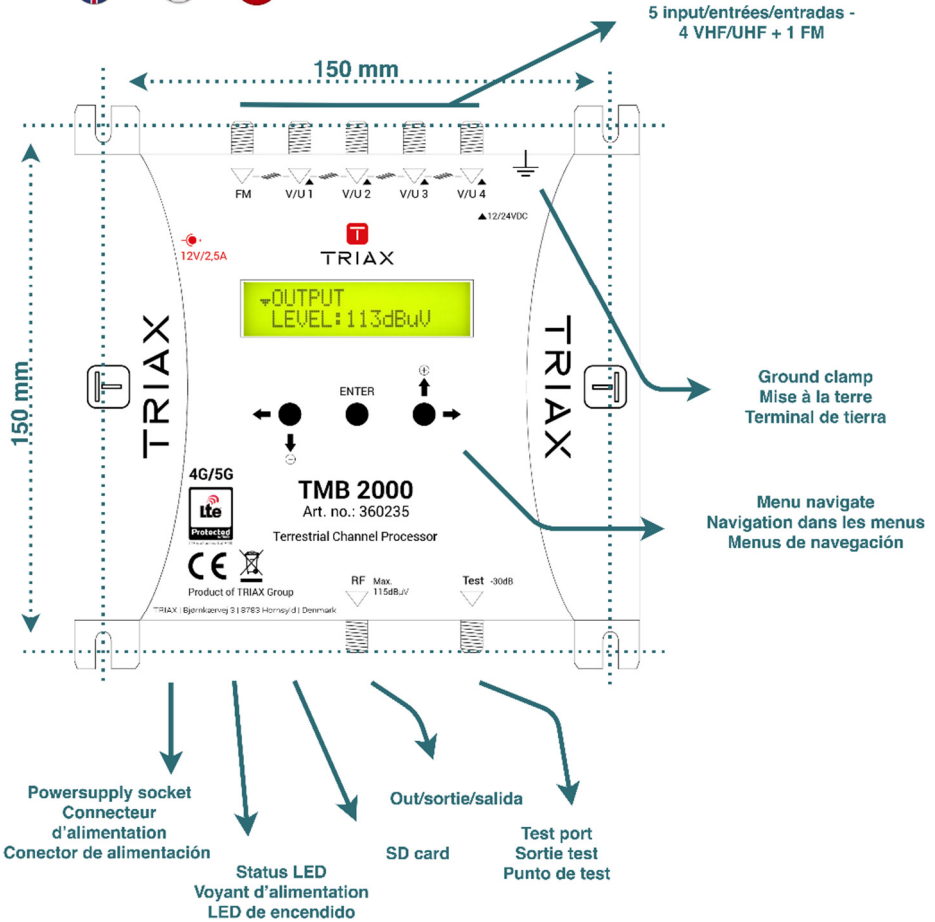 5 input/entrées/entradas -
4 VHF/UHF + 1 FM
150 mm
FM
V/U 1
V/U 2
V/U 3
V/U 4
12/24VDC
12V/2,5A
TRIAX
OUTPUT
LEVEL:113dBuV
150 mm
TRIAX
TRIAX
ENTER
Ground clamp
Mise à la terre
Terminal de tierra
4G/5G
lte
Protected
TMB 2000
Art. no.: 360235
Terrestrial Channel Processor
Menu navigate
Navigation dans les menus
Menus de navegación
CE
Product of TRIAX Group
TRIAX | Bjørnkærvej 3 | 8783 Hornsyld | Denmark
RF Max.
115dBuV
Test -30dB
Powersupply socket
Connecteur
d'alimentation
Conector de alimentación
Status LED
Voyant d'alimentation
LED de encendido
SD card
Out/sortie/salida
Test port
Sortie test
Punto de test